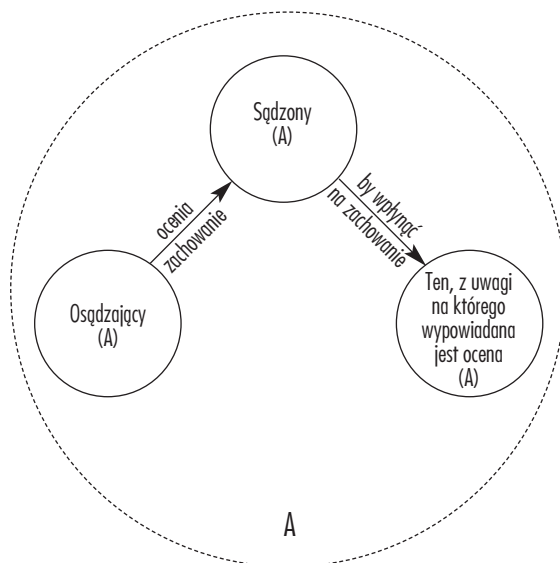 Sądzony
(A)
ocenia
zachowanie
by wpłynąć
na zachowanie
Osądzający
(A)
Ten, z uwagi
na którego
wypowiadana
jest ocena
(A)
A